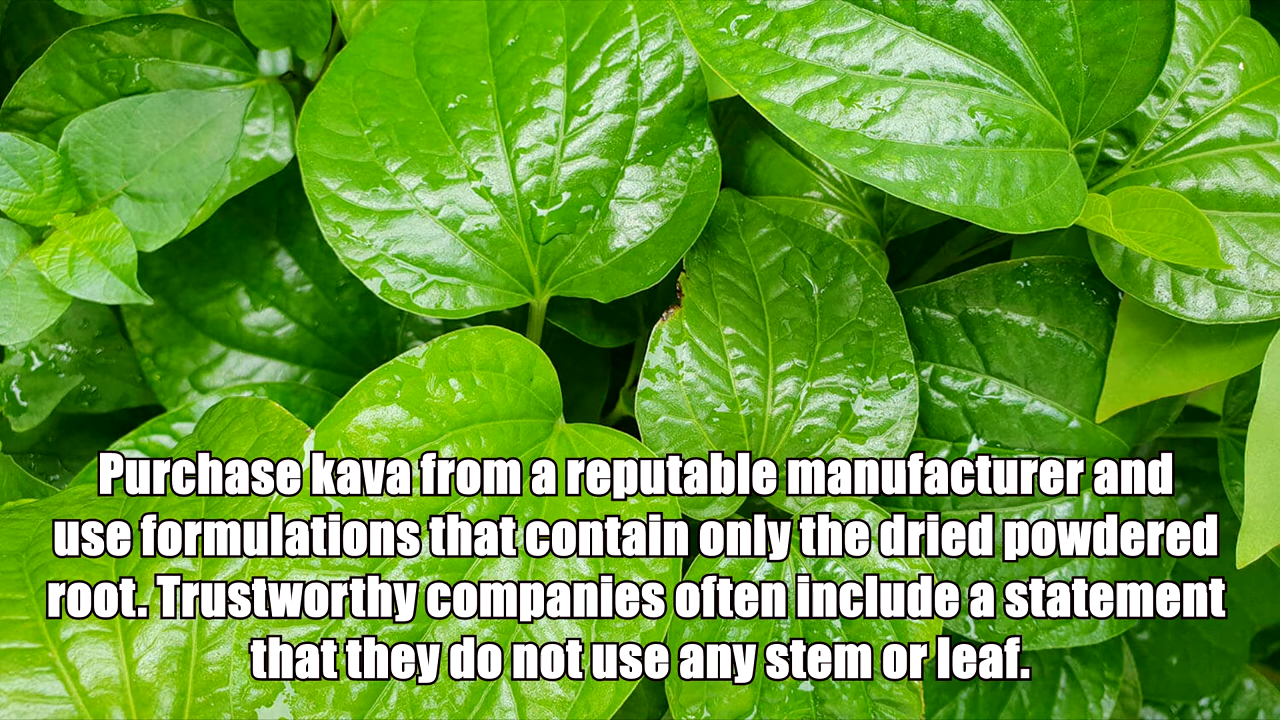 Purchase kava from a reputable manufacturer and
use formulations that contain only the dried powdered
root. Trustworthy companies often include a statement
that they do not use any stem or leaf.